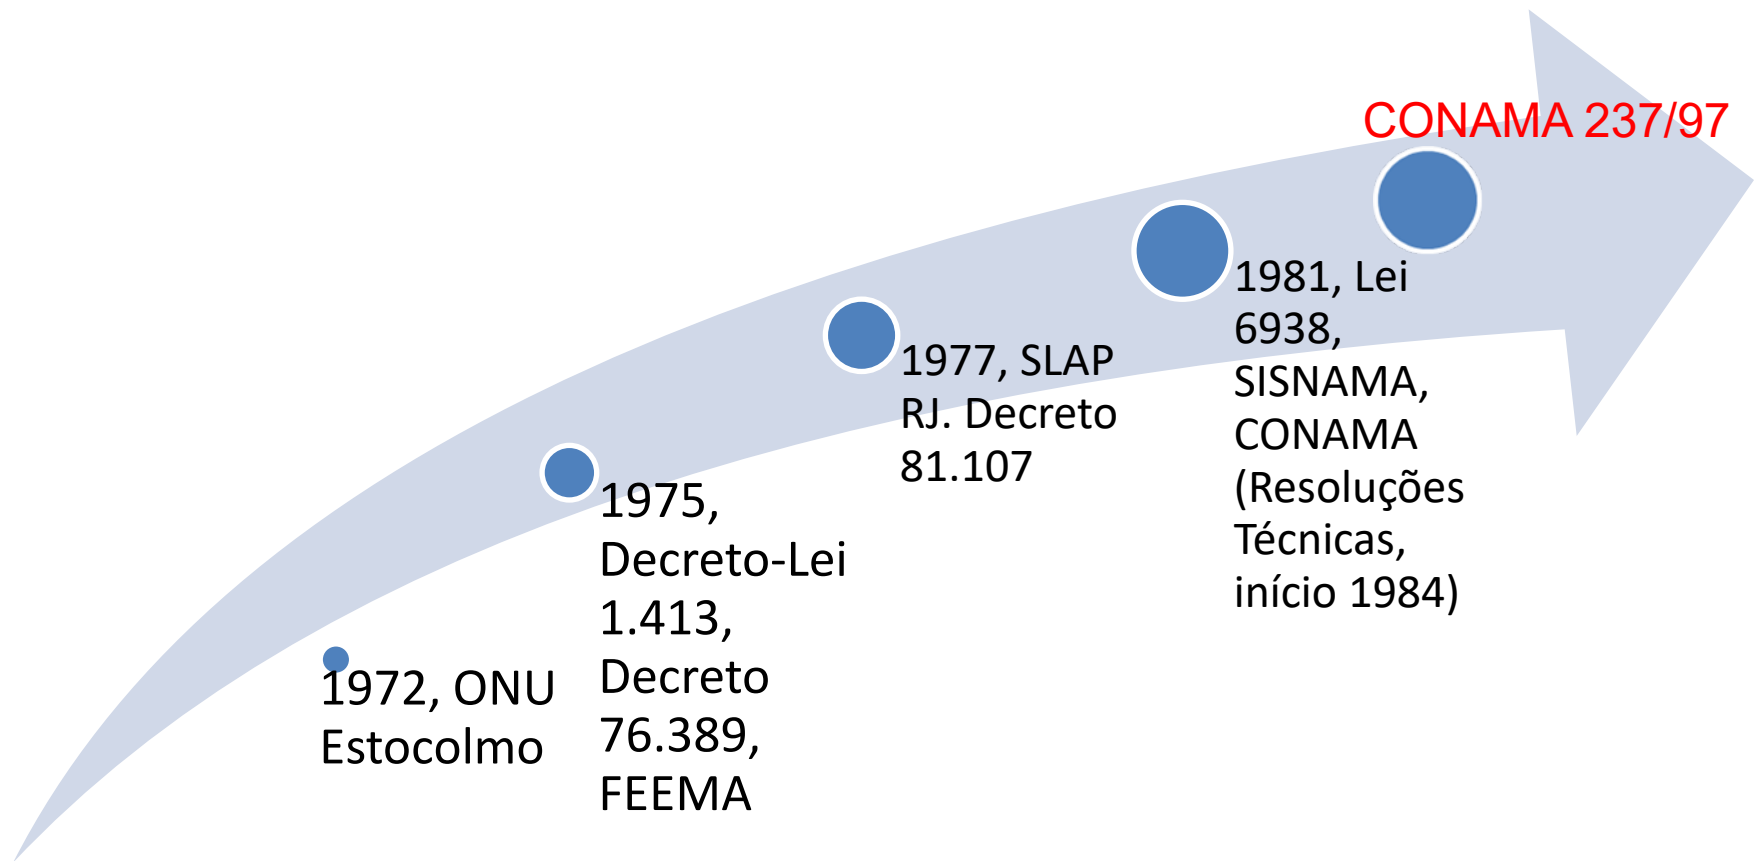 1972, ONU
Estocolmo
1975,
Decreto-Lei
1.413,
Decreto
76.389,
FEEMA
1977, SLAP
RJ. Decreto
81.107
1981, Lei
6938,
SISNAMA,
CONAMA
(Resoluções
Técnicas,
início 1984)
CONAMA 237/97